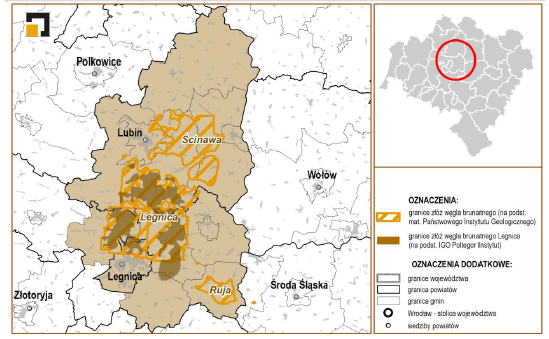 Polkowice
Lubin
Ścinawa
Wołów
Legnica
Legnica
Ruja
Środa Śląska
Złotoryja
OZNACZENIA:
granice złóż węgla brunatnego (na podst.
mat. Państwowego Instytutu Geologicznego)
granice złóż węgla brunatnego Legnica
(na podst. IGO Poltegor Instytut)
OZNACZENIA DODATKOWE:
granice województwa
granica powiatów
granica gmin
Wrocław - stolica województwa
siedziby powiatów